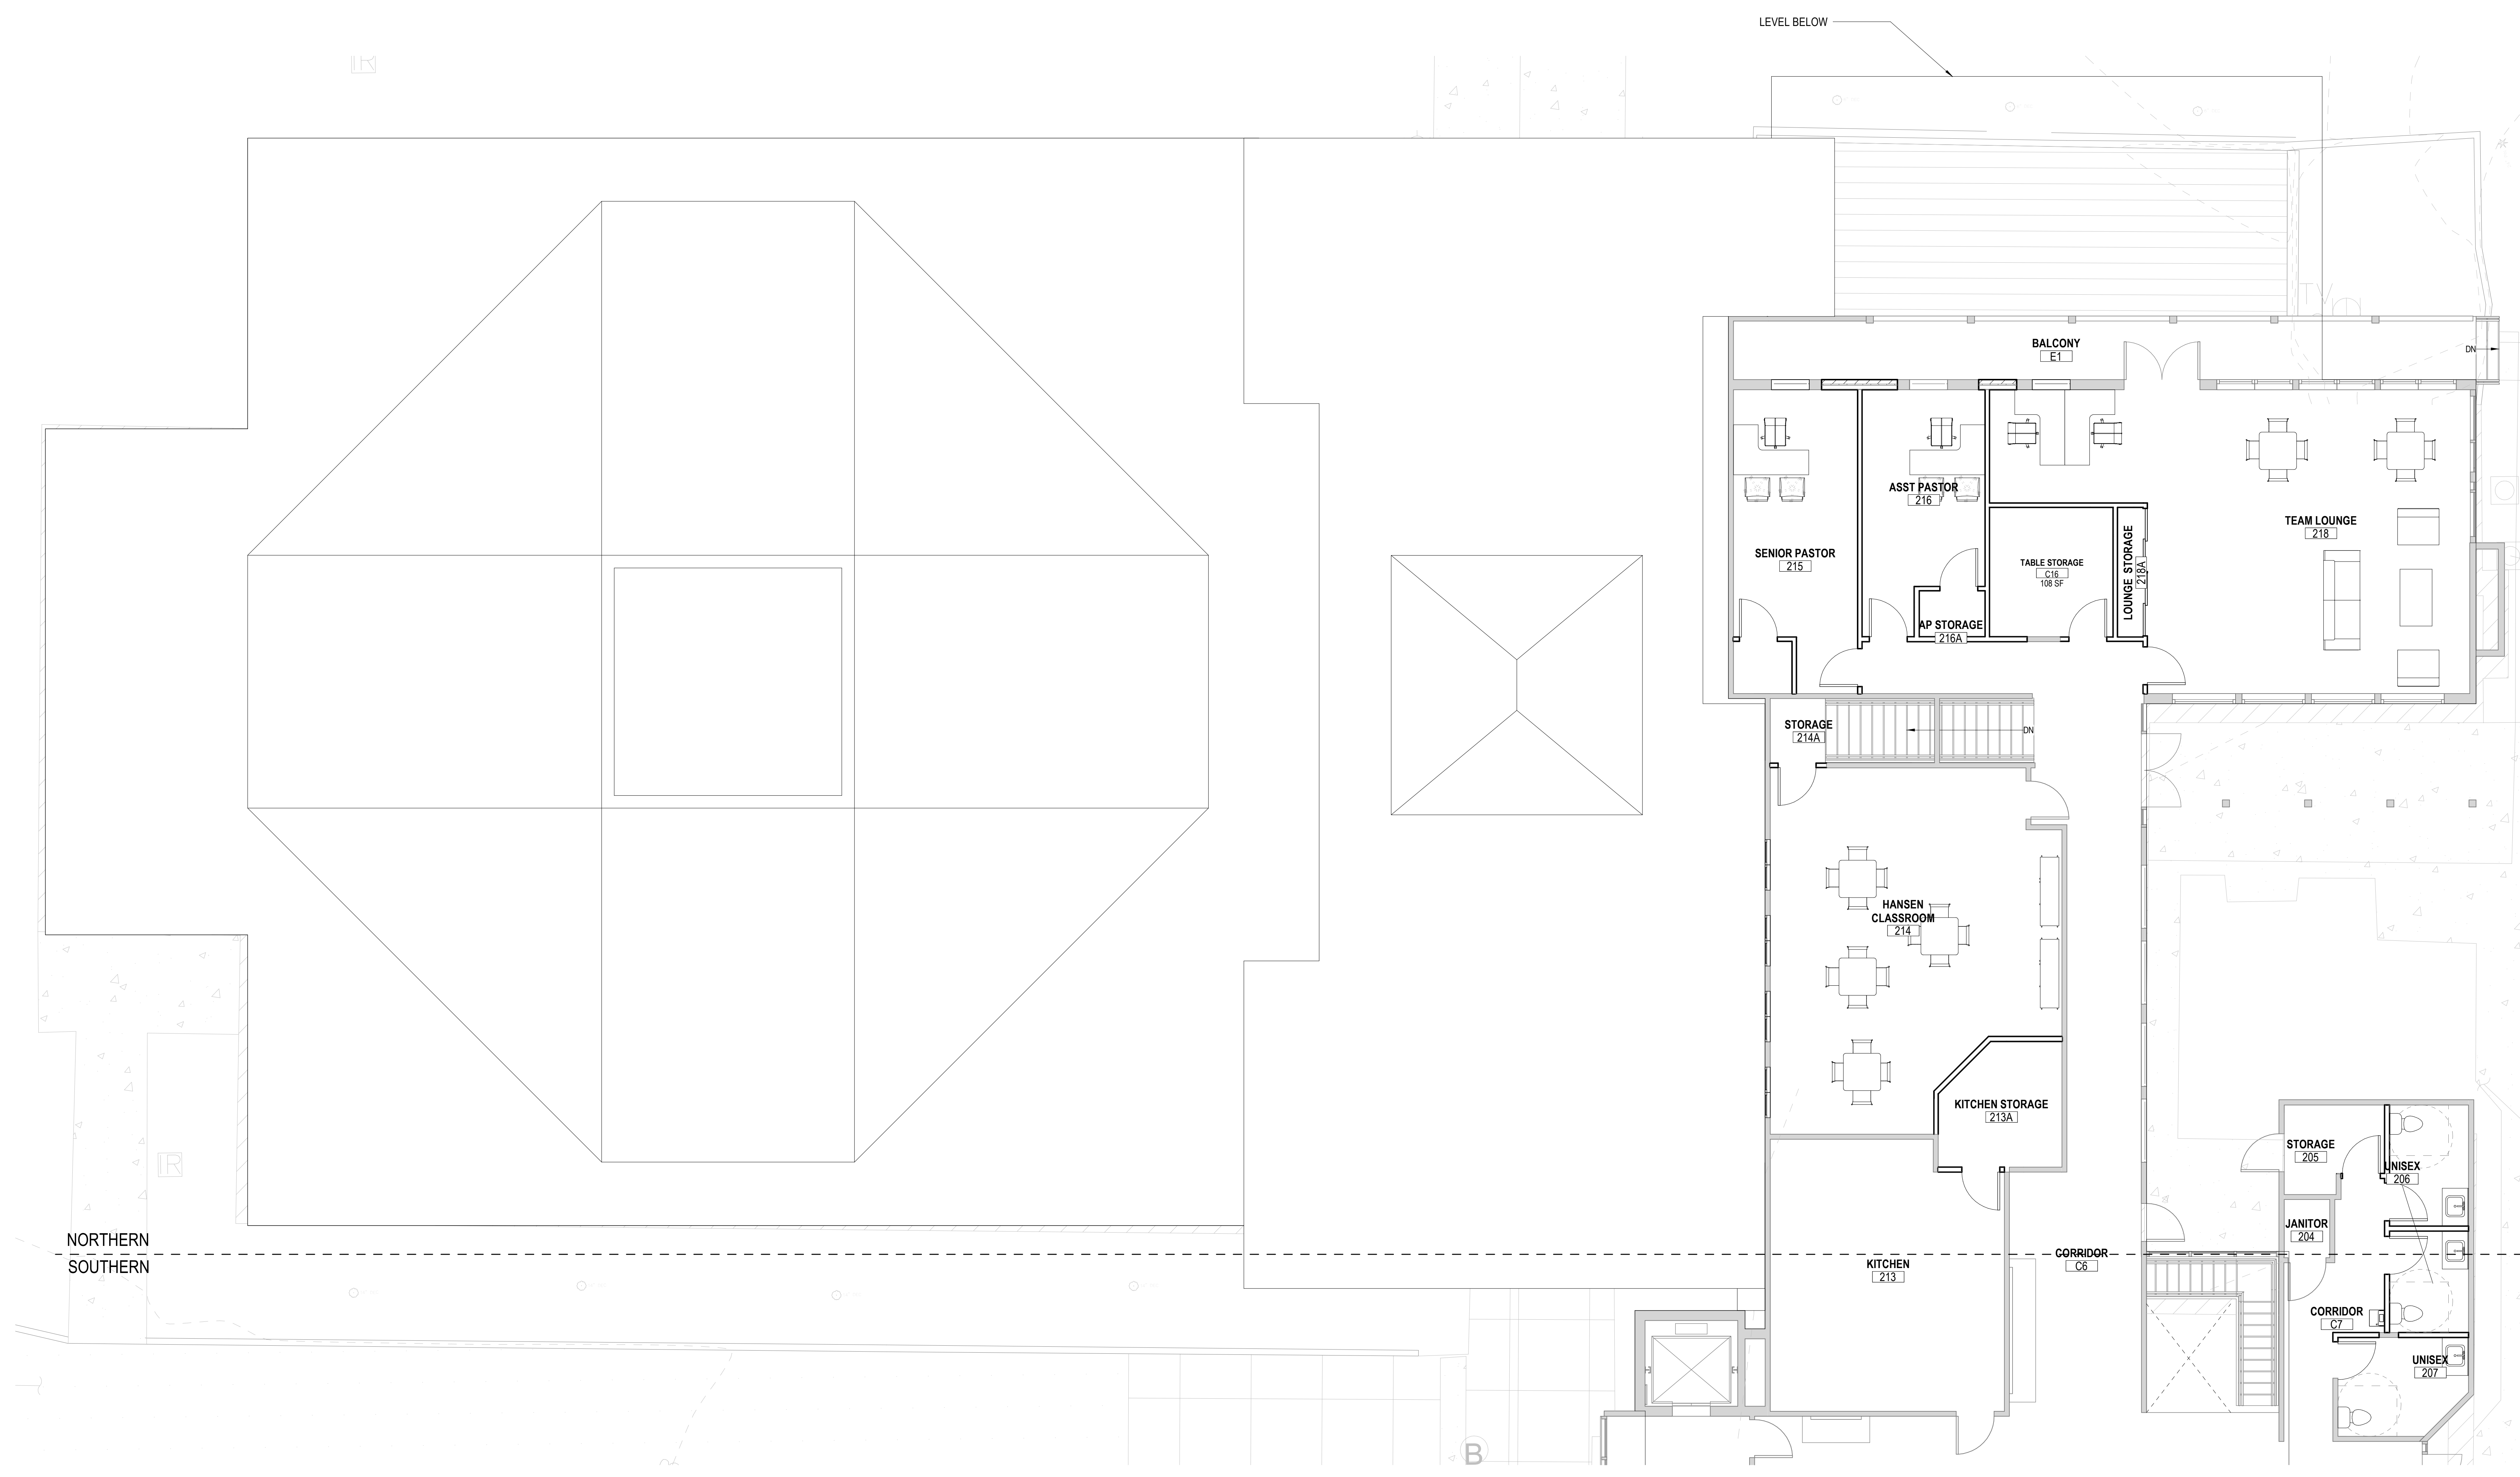 LEVEL BELOW
IR
BALCONY
E1
DN
ASST PASTOR
216
SENIOR PASTOR
215
TEAM LOUNGE
218
TABLE STORAGE
C16
108 SF
LOUNGE STORAGE
218A
AP STORAGE
216A
STORAGE
214A
DN
HANSEN
CLASSROOM
214
KITCHEN STORAGE
213A
STORAGE
205
UNISEX
206
IR
JANITOR
204
NORTHERN
SOUTHERN
CORRIDOR
C6
KITCHEN
213
CORRIDOR
C7
UNISEX
207
B